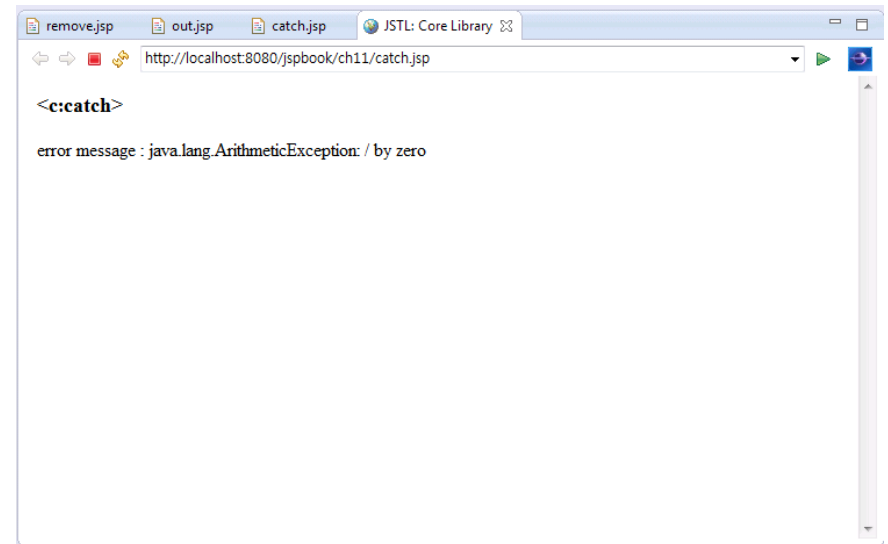 remove.jsp out.jsp catch.jsp JSTL: Core Library
http://localhost:8080/jspbook/ch11/catch.jsp
<c:catch>
error message : java.lang.ArithmeticException: / by zero